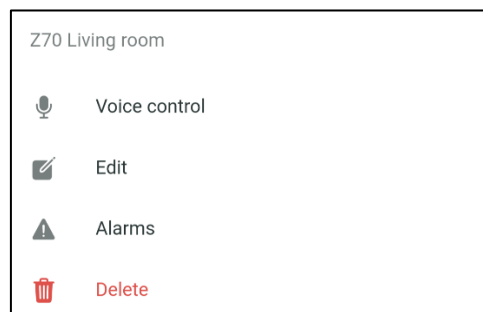 Z70 Living room
Voice control
Edit
Alarms
Delete